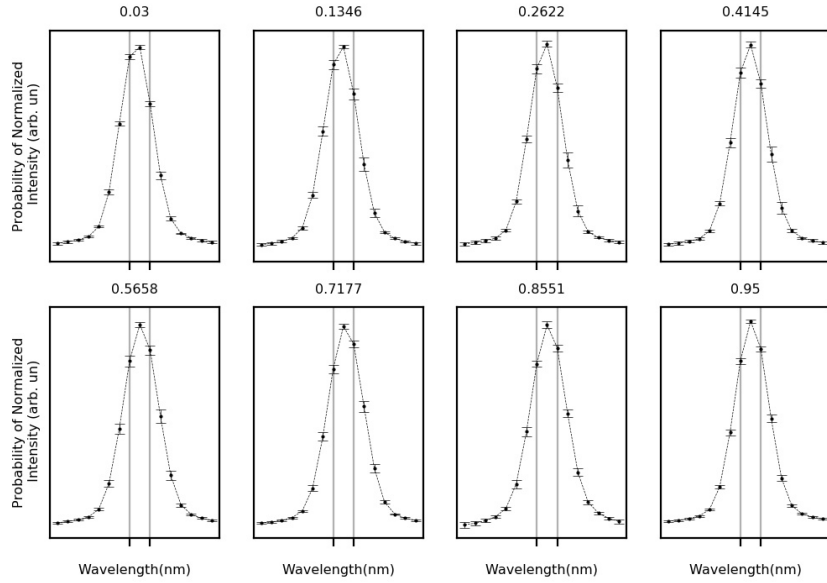 0.03 0.1346 0.2622 0.4145
Probability of Normalized
Intensity (arb. un)
0.5658 0.7177 0.8551 0.95
Probability of Normalized
Intensity (arb. un)
Wavelength(nm) Wavelength(nm) Wavelength(nm) Wavelength(nm)